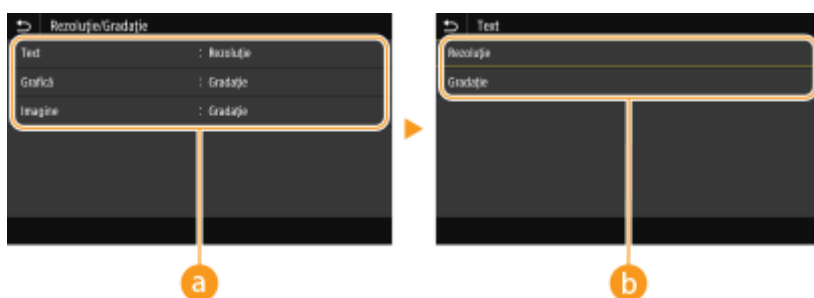 Rezoluție/Gradație
Text : Rezoluție
Grafică : Gradație
Imagine : Gradație
a
Text
Rezoluție
Gradație
b